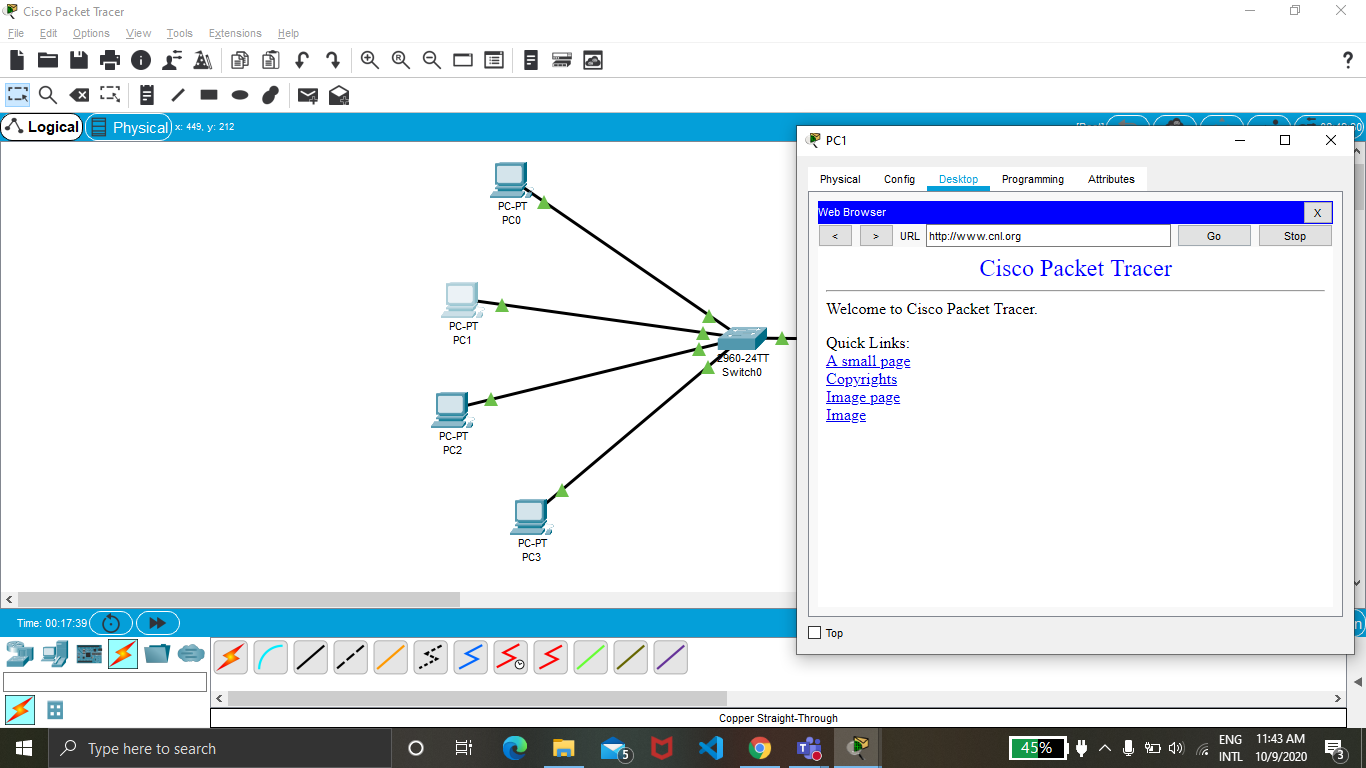 Cisco Packet Tracer
File Edit Options View Tools Extensions Help
?
Logical
Physical
x: 449, y: 212
PC-PT
PC0
PC-PT
PC1
2960-24TT
Switch0
PC-PT
PC2
PC-PT
PC3
PC1
Physical Config Desktop Programming Attributes
Web Browser
X
< > URL http://www.cnl.org Go Stop
Cisco Packet Tracer
Welcome to Cisco Packet Tracer.
Quick Links:
A small page
Copyrights
Image page
Image
Top
Time: 00:17:39
Copper Straight-Through
Type here to search
5
45%
ENG
INTL
11:43 AM
10/9/2020
3